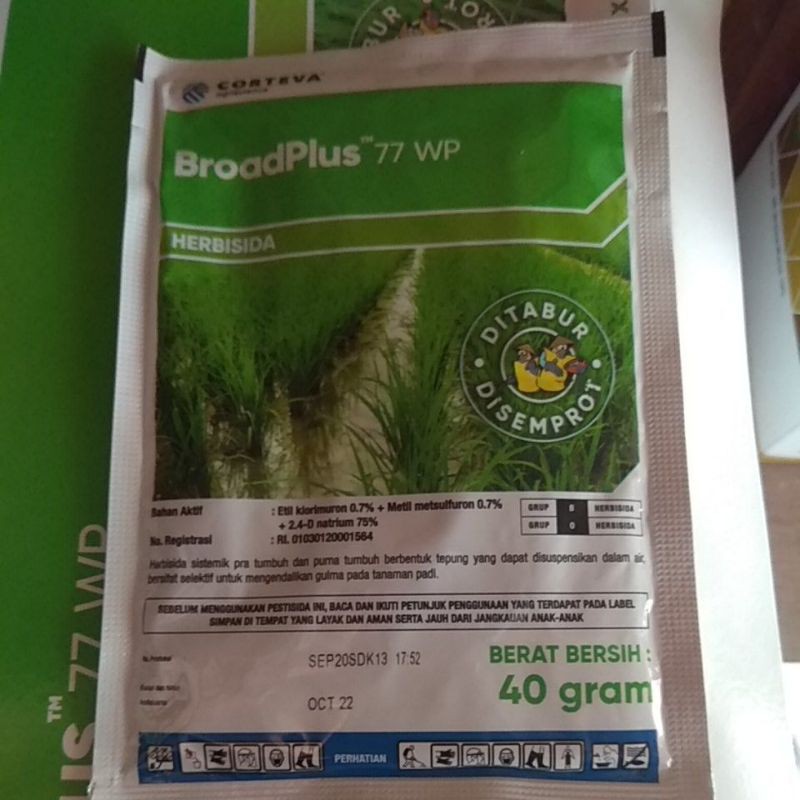 CORTEVA
agriscience
BroadPlus™ 77 WP
HERBISIDA
DITABUR
DISEMPROT
Bahan Aktif : Etil klorimuron 0.7% + Metil metsulfuron 0.7%
+ 2.4-D natrium 75%
No. Registrasi : RI. 01030120001564
GRUP B HERBISIDA
GRUP O HERBISIDA
Herbisida sistemik pra tumbuh dan purna tumbuh berbentuk tepung yang dapat disuspensikan dalam air,
bersifat selektif untuk mengendalikan gulma pada tanaman padi.
SEBELUM MENGGUNAKAN PESTISIDA INI, BACA DAN IKUTI PETUNJUK PENGGUNAAN YANG TERDAPAT PADA LABEL
SIMPAN DI TEMPAT YANG LAYAK DAN AMAN SERTA JAUH DARI JANGKAUAN ANAK-ANAK
No. Produksi SEP20SDK13 17:52
OCT 22
BERAT BERSIH :
40 gram
PERHATIAN
US™ 77 WP